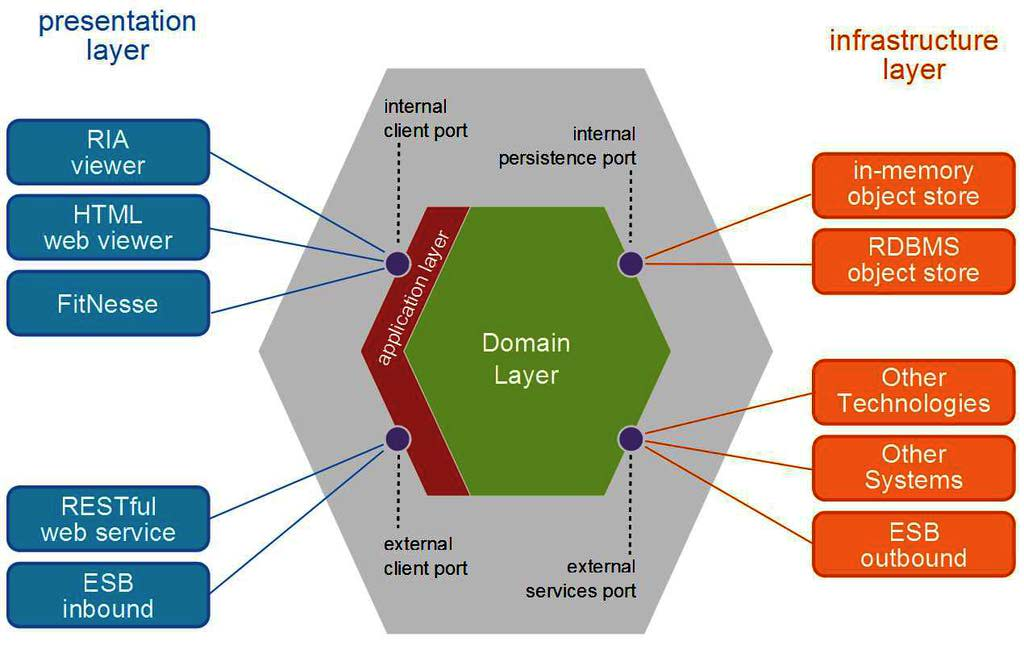 presentation
layer
RIA
viewer
HTML
web viewer
FitNesse
RESTful
web service
ESB
inbound
internal
client port
internal
persistence port
application layer
Domain
Layer
external
client port
external
services port
infrastructure
layer
in-memory
object store
RDBMS
object store
Other
Technologies
Other
Systems
ESB
outbound